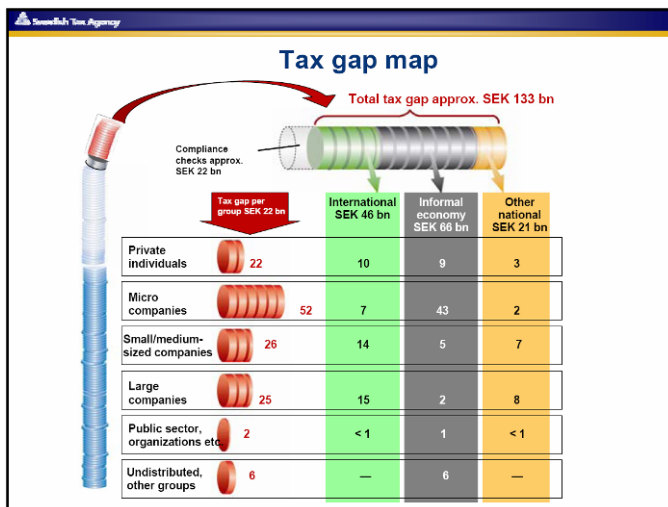 Swedish Tax Agency
Tax gap map
Total tax gap approx. SEK 133 bn
Compliance
checks approx.
SEK 22 bn
Tax gap per
group SEK 22 bn
International
SEK 46 bn
Informal
economy
SEK 66 bn
Other
national
SEK 21 bn
Private
individuals
22
10
9
3
Micro
companies
52
7
43
2
Small/medium-
sized companies
26
14
5
7
Large
companies
25
15
2
8
Public sector,
organizations etc.
2
< 1
1
< 1
Undistributed,
other groups
6
—
6
—